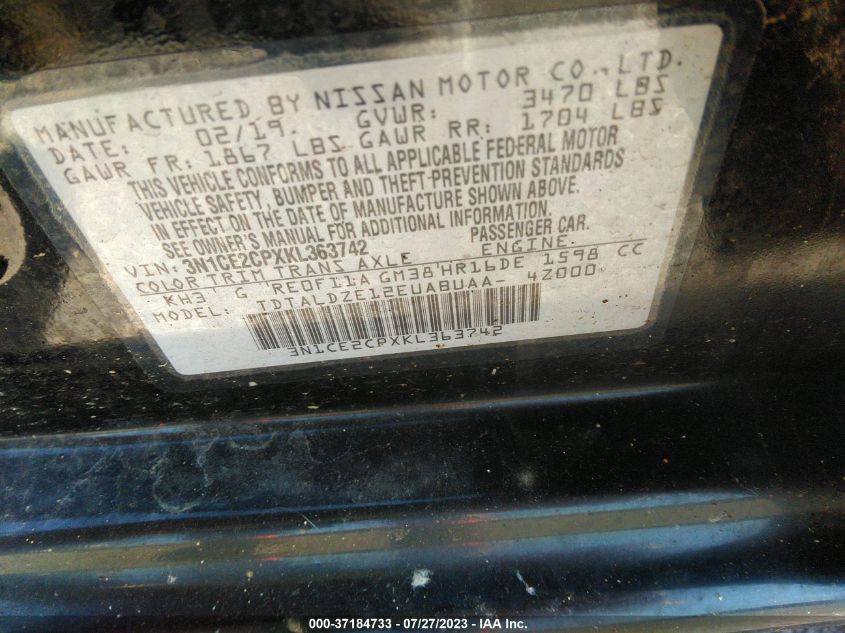 MANUFACTURED BY NISSAN MOTOR CO., LTD.
DATE: 02/19. GVWR: 3470 LBS
GAWR FR: 1867 LBS GAWR RR: 1704 LBS
THIS VEHICLE CONFORMS TO ALL APPLICABLE FEDERAL MOTOR
VEHICLE SAFETY, BUMPER AND THEFT-PREVENTION STANDARDS
IN EFFECT ON THE DATE OF MANUFACTURE SHOWN ABOVE.
SEE OWNER'S MANUAL FOR ADDITIONAL INFORMATION.
VIN: 3N1CE2CPXKL363742 PASSENGER CAR.
COLOR TRIM TRANS AXLE ENGINE.
KH3 G RE0F11A GM38 HR16DE 1598 CC
MODEL: TDTALDZE12EUABUAA- 4Z000
3N1CE2CPXKL363742
000-37184733 - 07/27/2023 - © IAA Inc.